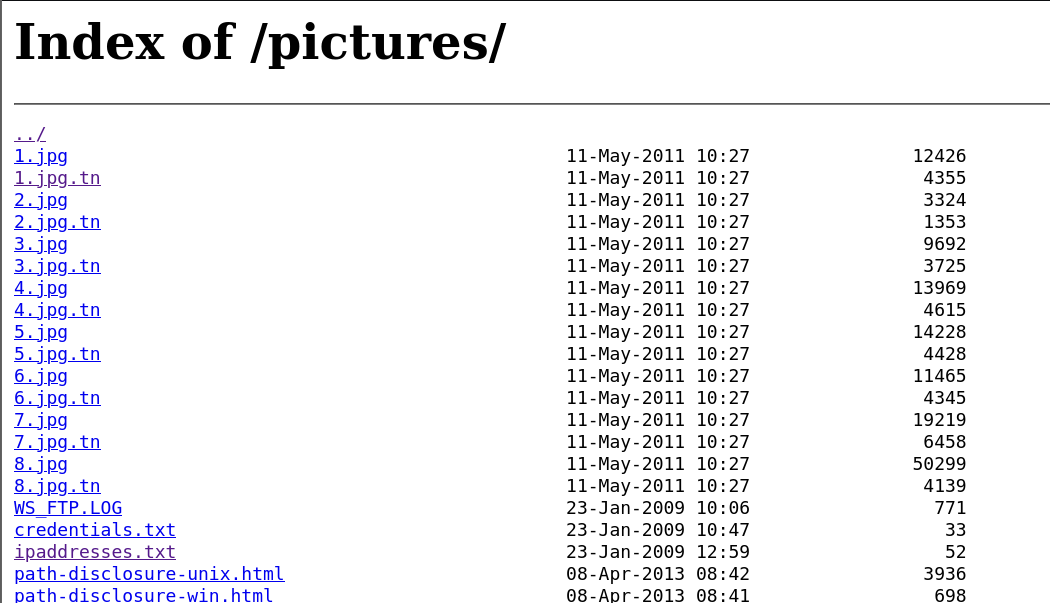 Index of /pictures/
../
1.jpg 11-May-2011 10:27 12426
1.jpg.tn 11-May-2011 10:27 4355
2.jpg 11-May-2011 10:27 3324
2.jpg.tn 11-May-2011 10:27 1353
3.jpg 11-May-2011 10:27 9692
3.jpg.tn 11-May-2011 10:27 3725
4.jpg 11-May-2011 10:27 13969
4.jpg.tn 11-May-2011 10:27 4615
5.jpg 11-May-2011 10:27 14228
5.jpg.tn 11-May-2011 10:27 4428
6.jpg 11-May-2011 10:27 11465
6.jpg.tn 11-May-2011 10:27 4345
7.jpg 11-May-2011 10:27 19219
7.jpg.tn 11-May-2011 10:27 6458
8.jpg 11-May-2011 10:27 50299
8.jpg.tn 11-May-2011 10:27 4139
WS_FTP.LOG 23-Jan-2009 10:06 771
credentials.txt 23-Jan-2009 10:47 33
ipaddresses.txt 23-Jan-2009 12:59 52
path-disclosure-unix.html 08-Apr-2013 08:42 3936
path-disclosure-win.html 08-Apr-2013 08:41 698